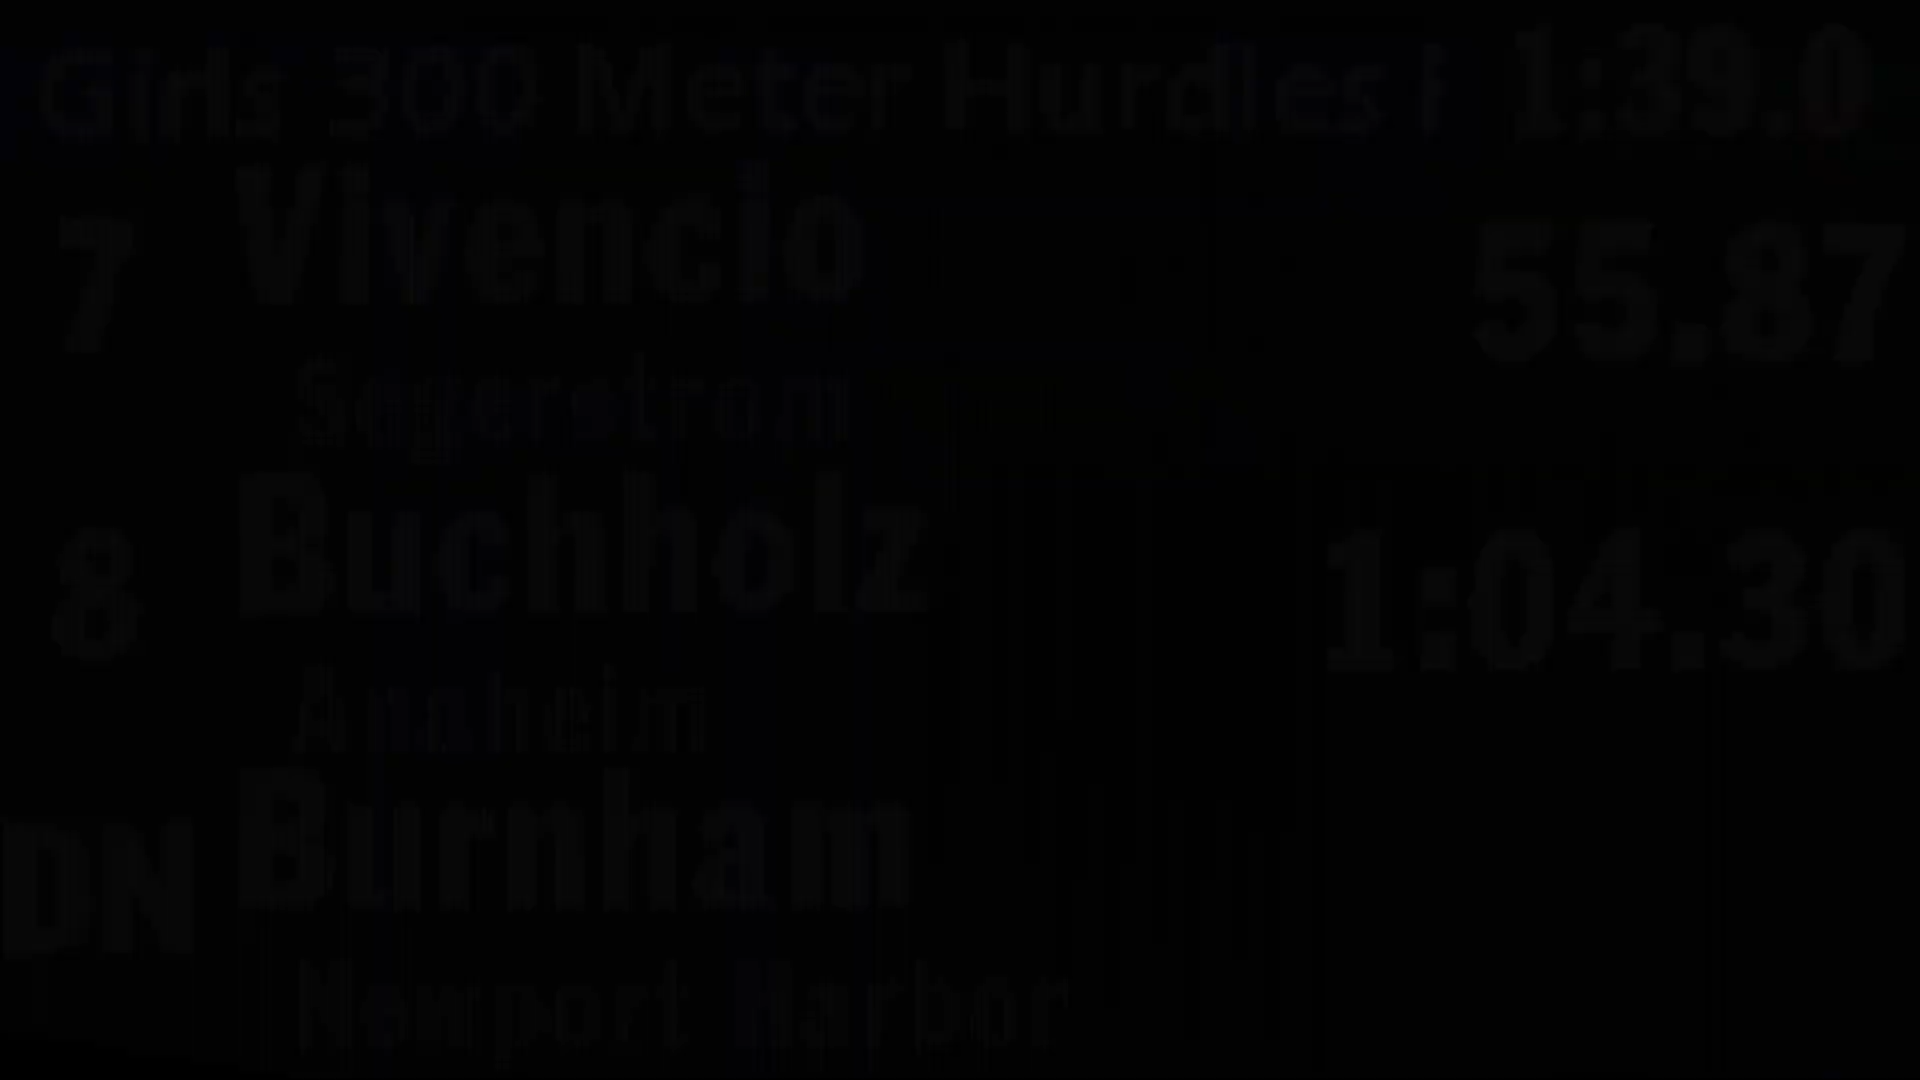 Girls 300 Meter Hurdles F 1:39.0
7 Vivencio 55.87
Segerstrom
8 Buchholz 1:04.30
Anaheim
DN Burnham
Newport Harbor